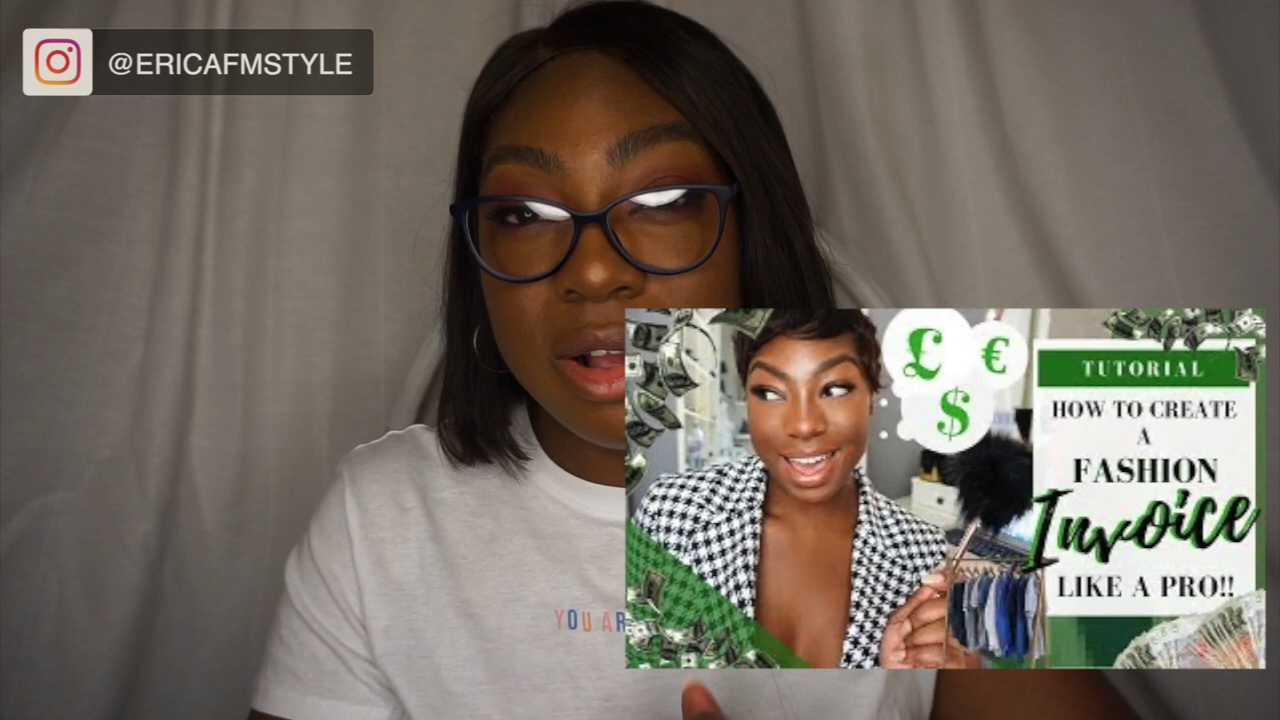 @ERICAFMSTYLE
£
€
$
TUTORIAL
HOW TO CREATE
A
FASHION
Invoice
LIKE A PRO!!
YOU AR